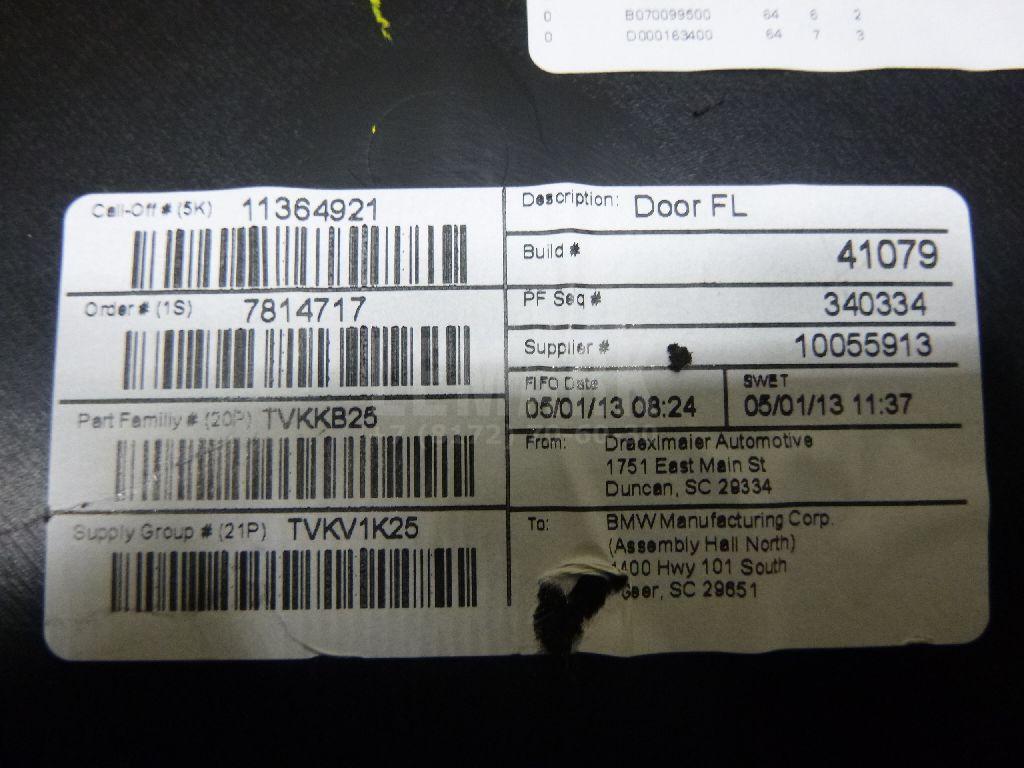 0 B070099500 64 6 2
0 D000163400 64 7 3
Call-Off # (5K) 11364921
Order # (1S) 7814717
Part Family # (20P) TVKKB25
Supply Group # (21P) TVKV1K25
Description: Door FL
Build # 41079
PF Seq # 340334
Supplier # 10055913
FIFO Date
05/01/13 08:24
SWET
05/01/13 11:37
From: Draexlmaier Automotive
1751 East Main St
Duncan, SC 29334
To: BMW Manufacturing Corp.
(Assembly Hall North)
1400 Hwy 101 South
Greer, SC 29651